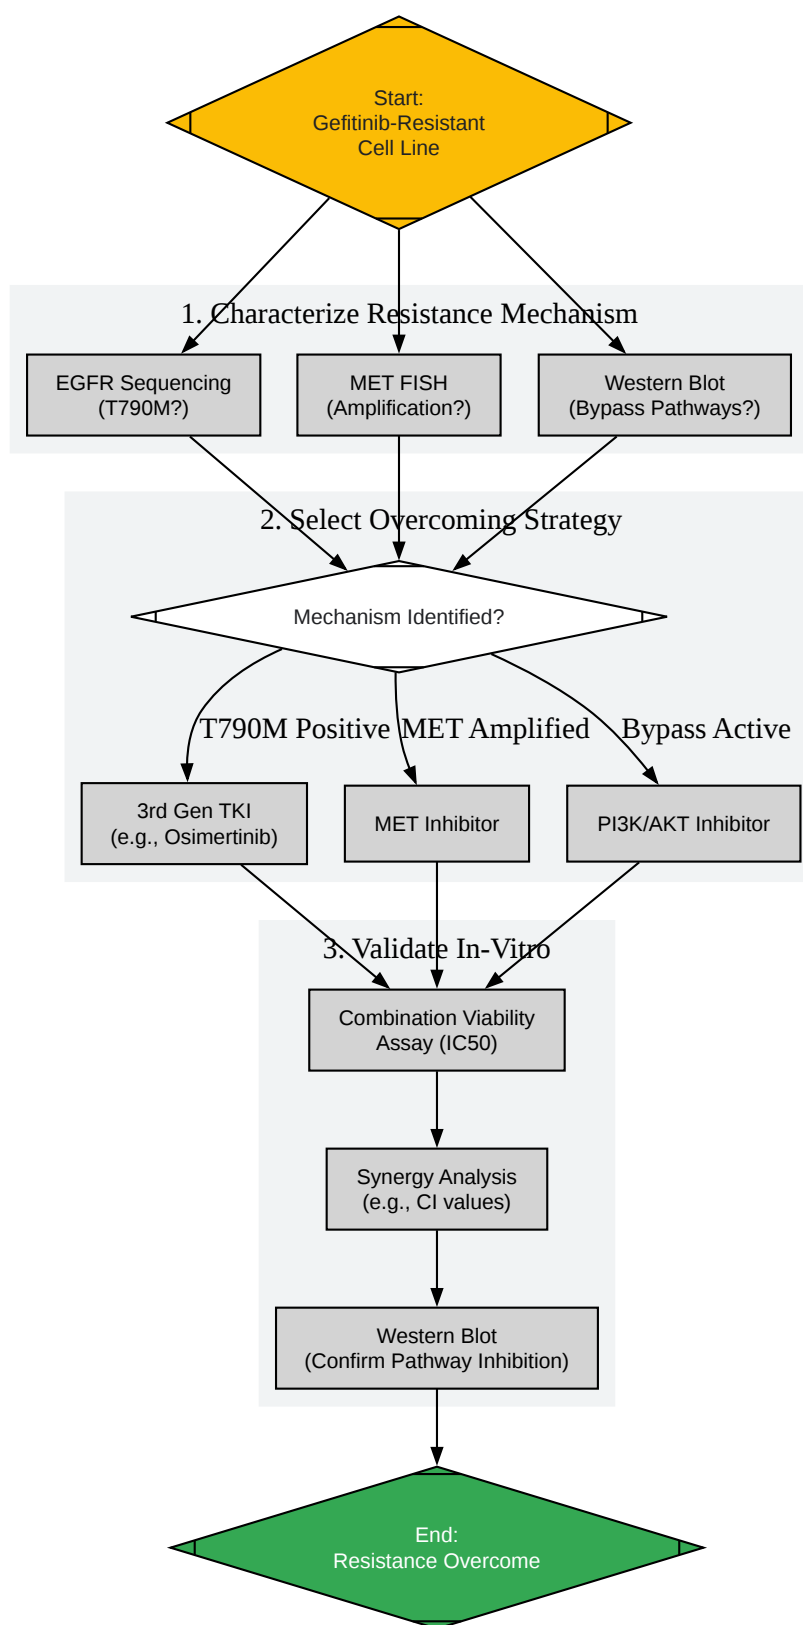 Start:
Gefitinib-Resistant
Cell Line
1. Characterize Resistance Mechanism
EGFR Sequencing
(T790M?)
MET FISH
(Amplification?)
Western Blot
(Bypass Pathways?)
2. Select Overcoming Strategy
Mechanism Identified?
T790M Positive
MET Amplified
Bypass Active
3rd Gen TKI
(e.g., Osimertinib)
MET Inhibitor
PI3K/AKT Inhibitor
3. Validate In-Vitro
Combination Viability
Assay (IC50)
Synergy Analysis
(e.g., CI values)
Western Blot
(Confirm Pathway Inhibition)
End:
Resistance Overcome